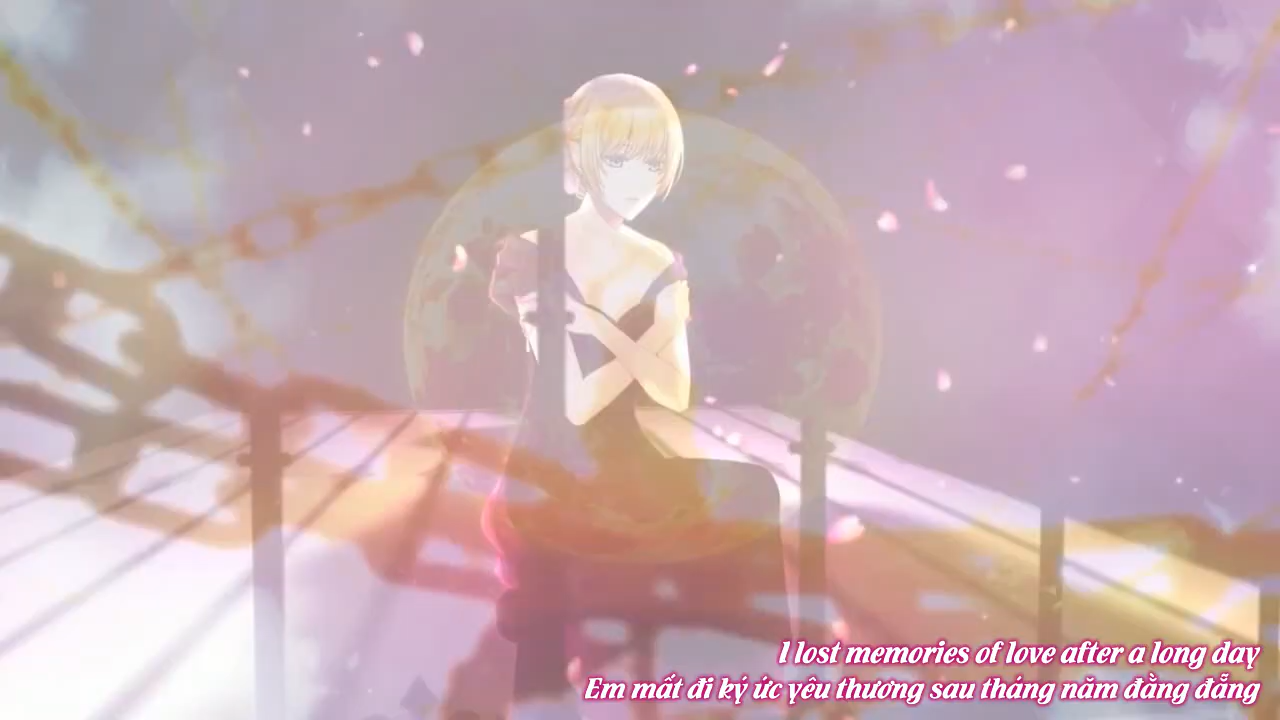 I lost memories of love after a long day
Em mất đi ký ức yêu thương sau tháng năm đằng đẵng